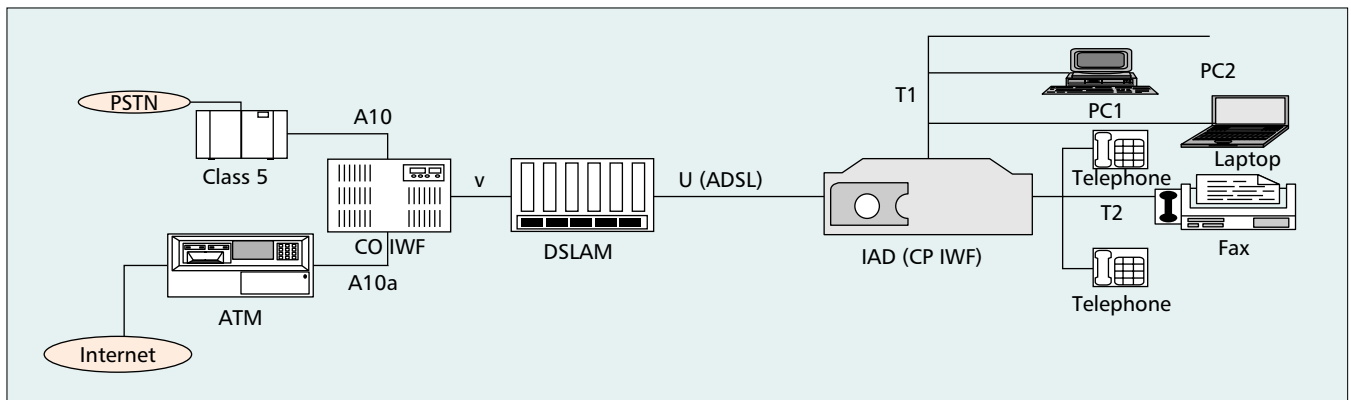 PSTN
A10
Class 5
CO IWF
A10a
ATM
Internet
v
DSLAM
U (ADSL)
IAD (CP IWF)
T1
PC1
PC2
Laptop
Telephone
T2
Fax
Telephone